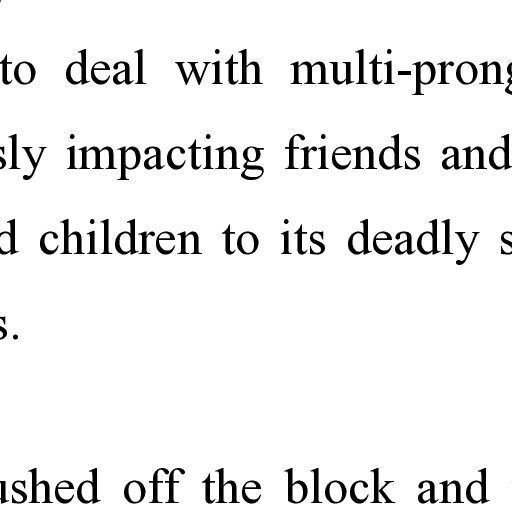 to deal with multi-prong
sly impacting friends and
d children to its deadly s
s.
ushed off the block and